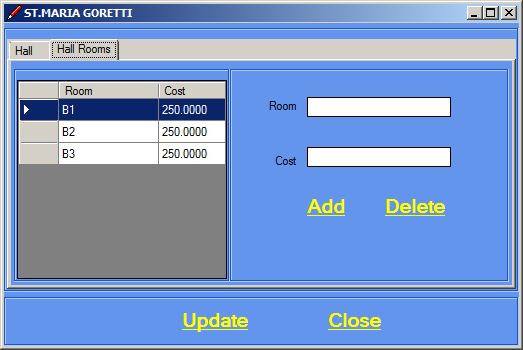 ST.MARIA GORETTI
Hall Hall Rooms
Room Cost
B1 250.0000
B2 250.0000
B3 250.0000
Room
Cost
Add Delete
Update Close